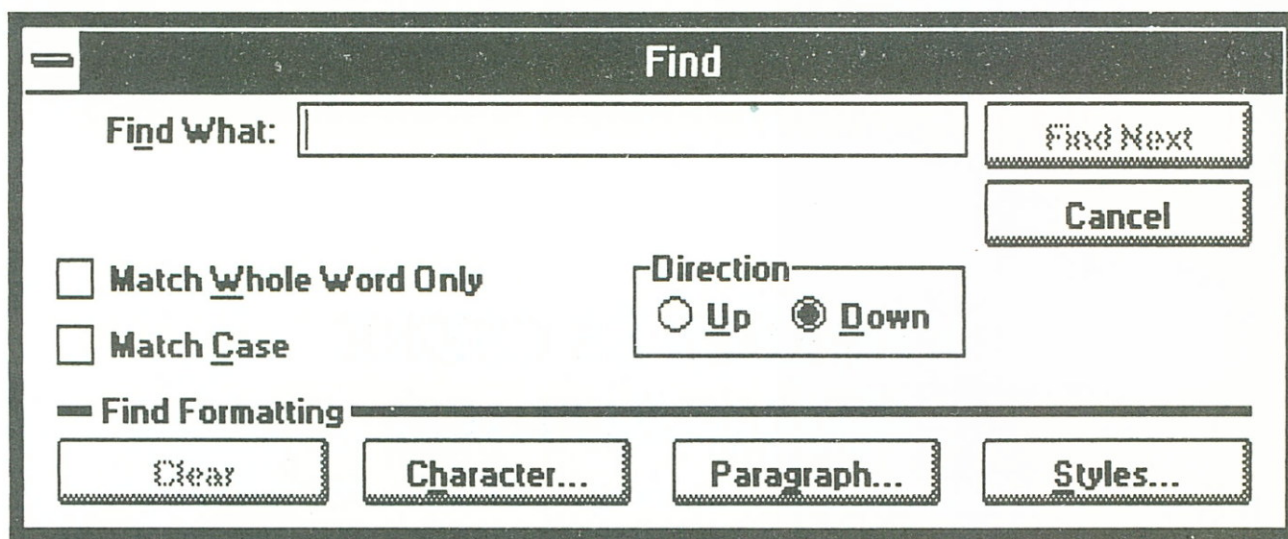 Find
Find What:
Find Next
Cancel
Match Whole Word Only
Direction
Up Down
Match Case
Find Formatting
Clear Character... Paragraph... Styles...